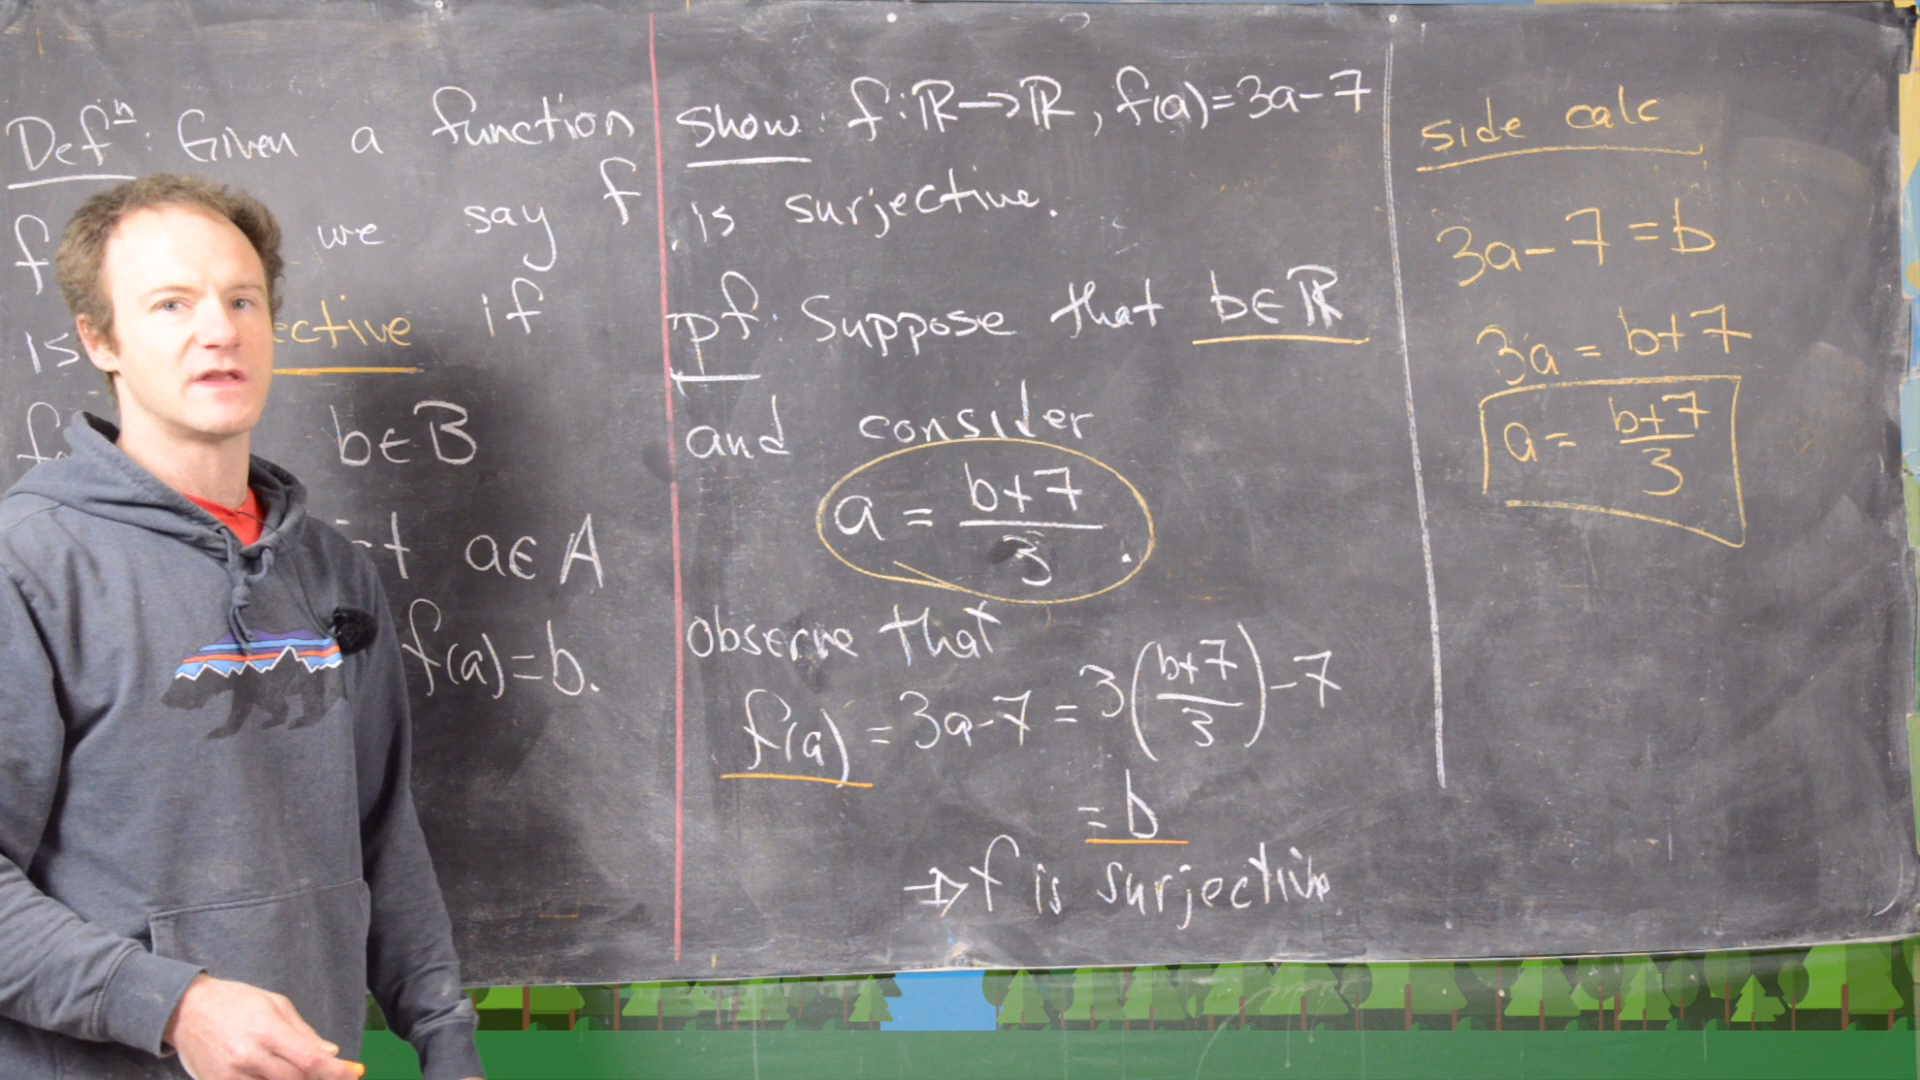 Defⁿ: Given a function
f we say f
is ective if
b∈B
a∈A
f(a)=b.
Show: f:ℝ→ℝ, f(a)=3a-7
is surjective.
pf: Suppose that b∈ℝ
and consider
a = (b+7)/3.
observe that
f(a) = 3a-7 = 3((b+7)/3)-7
= b
⇒ f is surjective
side calc
3a-7=b
3a = b+7
a = (b+7)/3